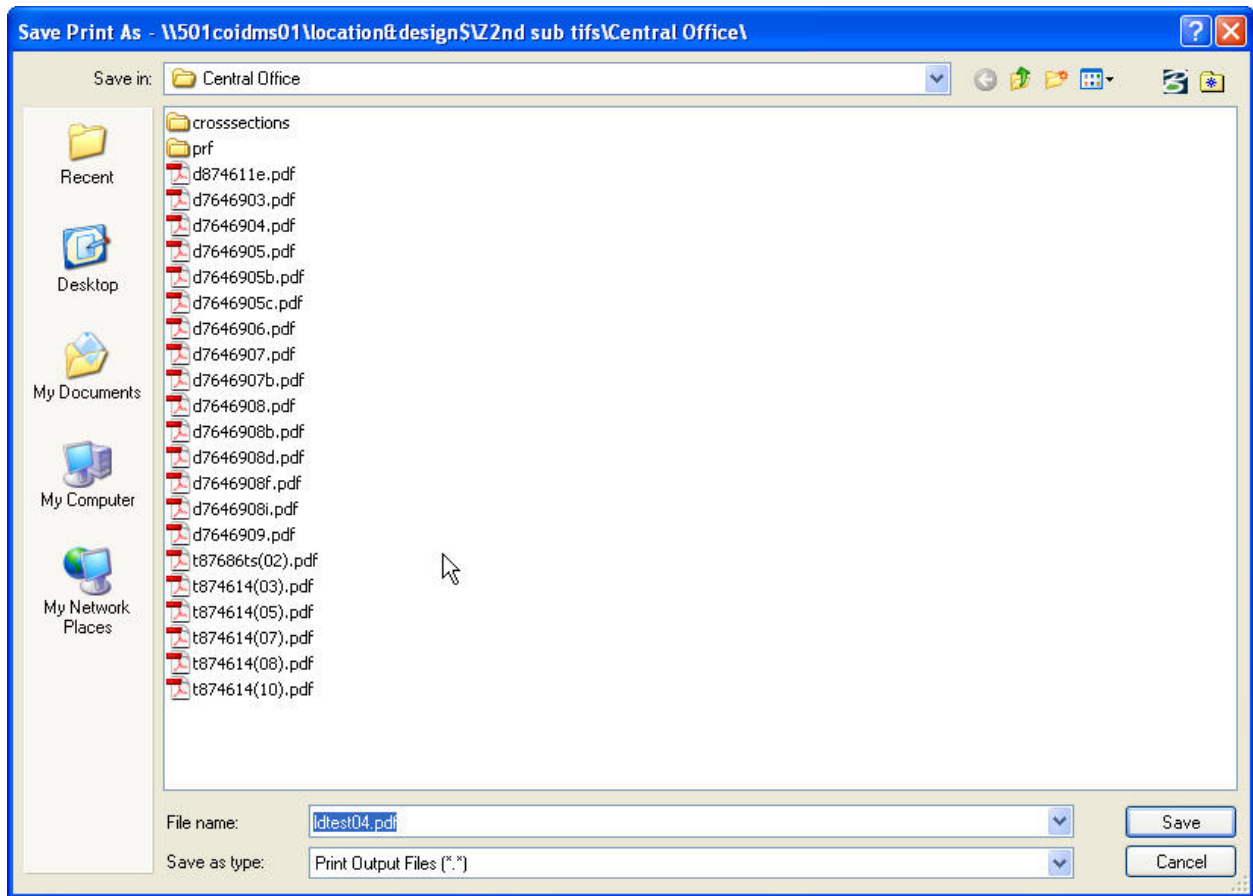 Save Print As - \\501coidms01\location&design$\Z2nd sub tifs\Central Office\
Save in:
Central Office
Recent
Desktop
My Documents
My Computer
My Network
Places
crosssections
prf
d874611e.pdf
d7646903.pdf
d7646904.pdf
d7646905.pdf
d7646905b.pdf
d7646905c.pdf
d7646906.pdf
d7646907.pdf
d7646907b.pdf
d7646908.pdf
d7646908b.pdf
d7646908d.pdf
d7646908f.pdf
d7646908i.pdf
d7646909.pdf
t87686ts(02).pdf
t874614(03).pdf
t874614(05).pdf
t874614(07).pdf
t874614(08).pdf
t874614(10).pdf
File name:
ldtest04.pdf
Save
Save as type:
Print Output Files (*.*)
Cancel